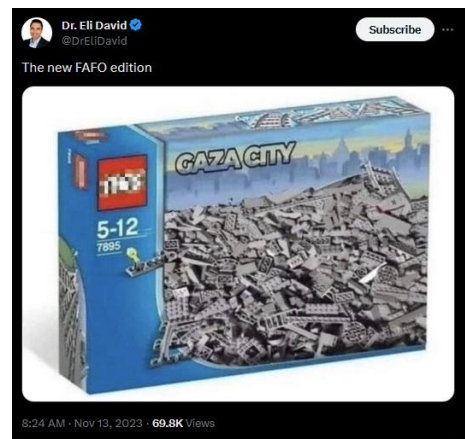 Dr. Eli David
@DrEliDavid
Subscribe
The new FAFO edition
GAZA CITY
5-12
7895
8:24 AM · Nov 13, 2023 · 69.8K Views